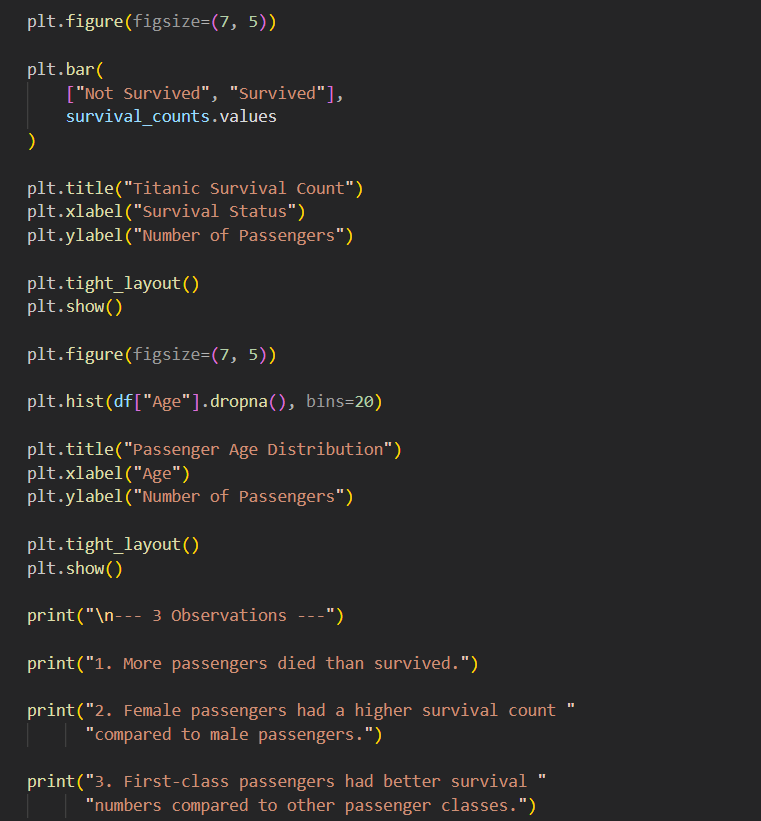 plt.figure(figsize=(7, 5))
plt.bar(
["Not Survived", "Survived"],
survival_counts.values
)
plt.title("Titanic Survival Count")
plt.xlabel("Survival Status")
plt.ylabel("Number of Passengers")
plt.tight_layout()
plt.show()
plt.figure(figsize=(7, 5))
plt.hist(df["Age"].dropna(), bins=20)
plt.title("Passenger Age Distribution")
plt.xlabel("Age")
plt.ylabel("Number of Passengers")
plt.tight_layout()
plt.show()
print("\n--- 3 Observations ---")
print("1. More passengers died than survived.")
print("2. Female passengers had a higher survival count "
"compared to male passengers.")
print("3. First-class passengers had better survival "
"numbers compared to other passenger classes.")